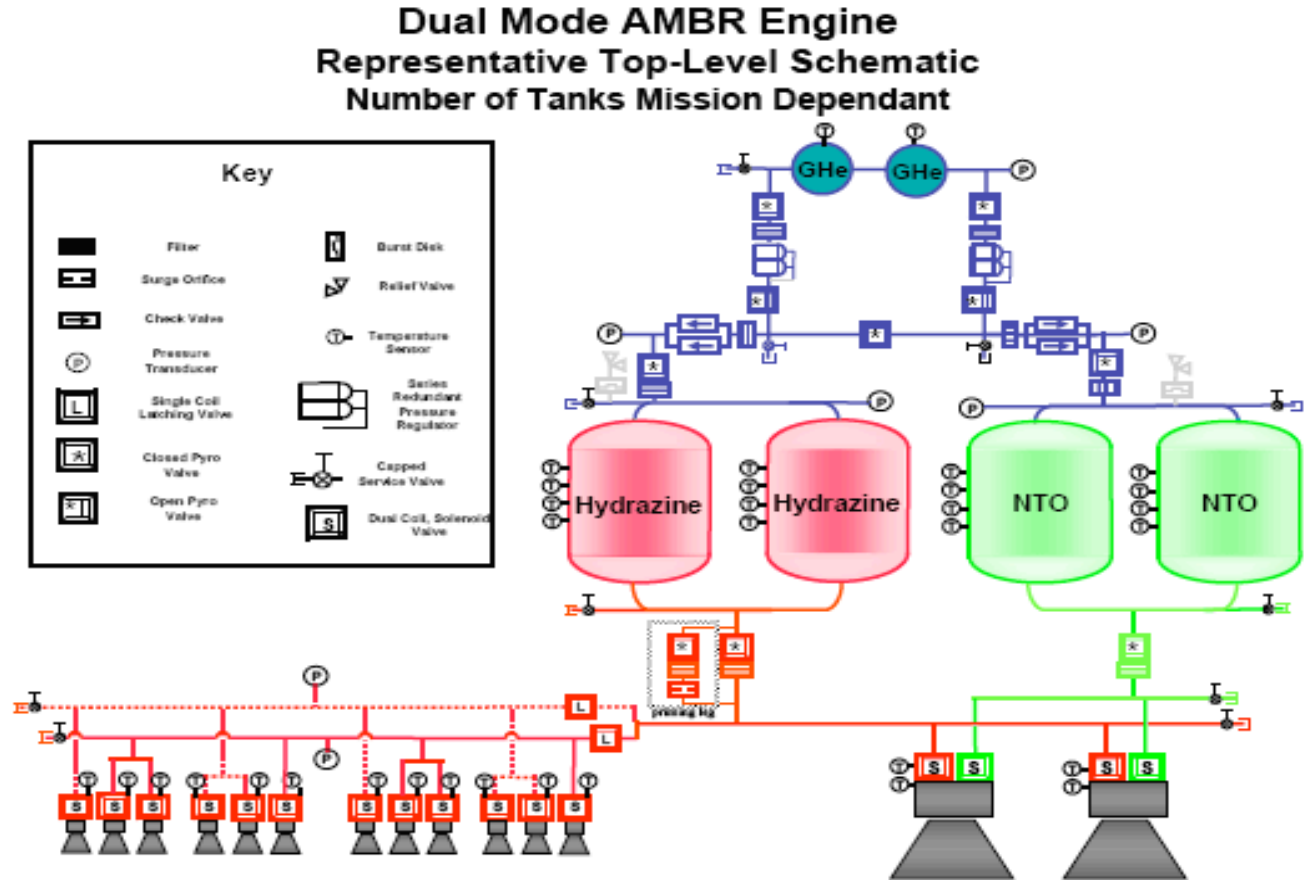 Dual Mode AMBR Engine
Representative Top-Level Schematic
Number of Tanks Mission Dependant
Key
Filter
Surge Orifice
Check Valve
P
Pressure
Transducer
L
Single Coil
Latching Valve
*
Closed Pyro
Valve
*
Open Pyro
Valve
Burst Disk
Relief Valve
T
Temperature
Sensor
Series
Redundant
Pressure
Regulator
Capped
Service Valve
S
Dual Coil, Solenoid
Valve
T T
GHe GHe P
* *
* *
P * P
* *
P P
T T T T
T T T T
T T T T
T T T T
Hydrazine Hydrazine NTO NTO
* * *
priming leg
P
L
L
P
T T T T T T T T T T T T
S S S S S S S S S S S S
T S S T S S
T T